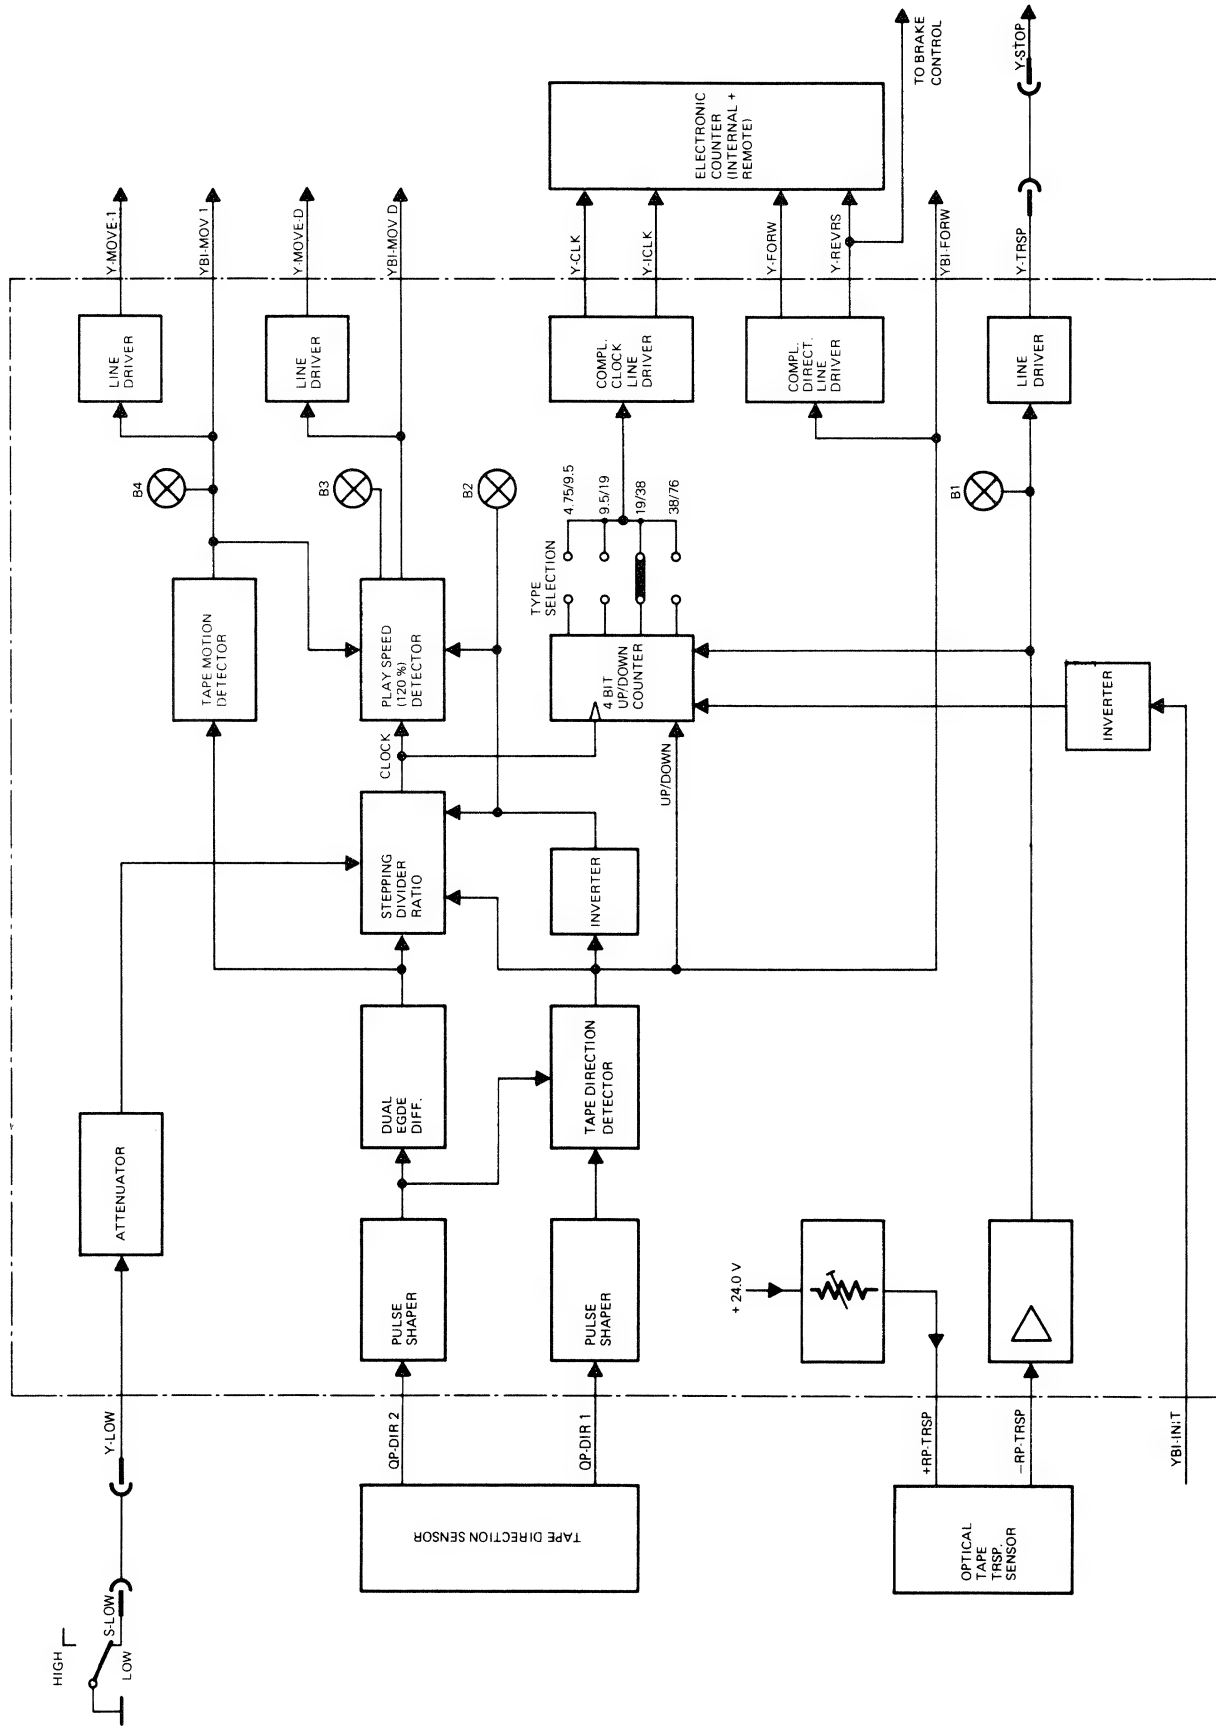 HIGH
LOW
S-LOW
Y-LOW
ATTENUATOR
B4
TAPE MOTION
DETECTOR
LINE
DRIVER
Y-MOVE-1
YBI-MOV 1
LINE
DRIVER
Y-MOVE-D
YBI-MOV D
TAPE DIRECTION SENSOR
QP-DIR 2
QP-DIR 1
PULSE
SHAPER
PULSE
SHAPER
DUAL
EGDE
DIFF.
TAPE DIRECTION
DETECTOR
STEPPING
DIVIDER
RATIO
INVERTER
CLOCK
PLAY SPEED
(120 %)
DETECTOR
B3
B2
UP/DOWN
4 BIT
UP/DOWN
COUNTER
TYPE
SELECTION
4.75/9.5
9.5/19
19/38
38/76
COMPL.
CLOCK
LINE
DRIVER
Y-CLK
Y-ICLK
COMPL.
DIRECT.
LINE
DRIVER
Y-FORW
Y-REVRS
YBI-FORW
ELECTRONIC
COUNTER
(INTERNAL +
REMOTE)
TO BRAKE
CONTROL
+ 24.0 V
OPTICAL
TAPE
TRSP.
SENSOR
+RP-TRSP
—RP-TRSP
B1
LINE
DRIVER
Y-TRSP
Y-STOP
INVERTER
YBI-INIT